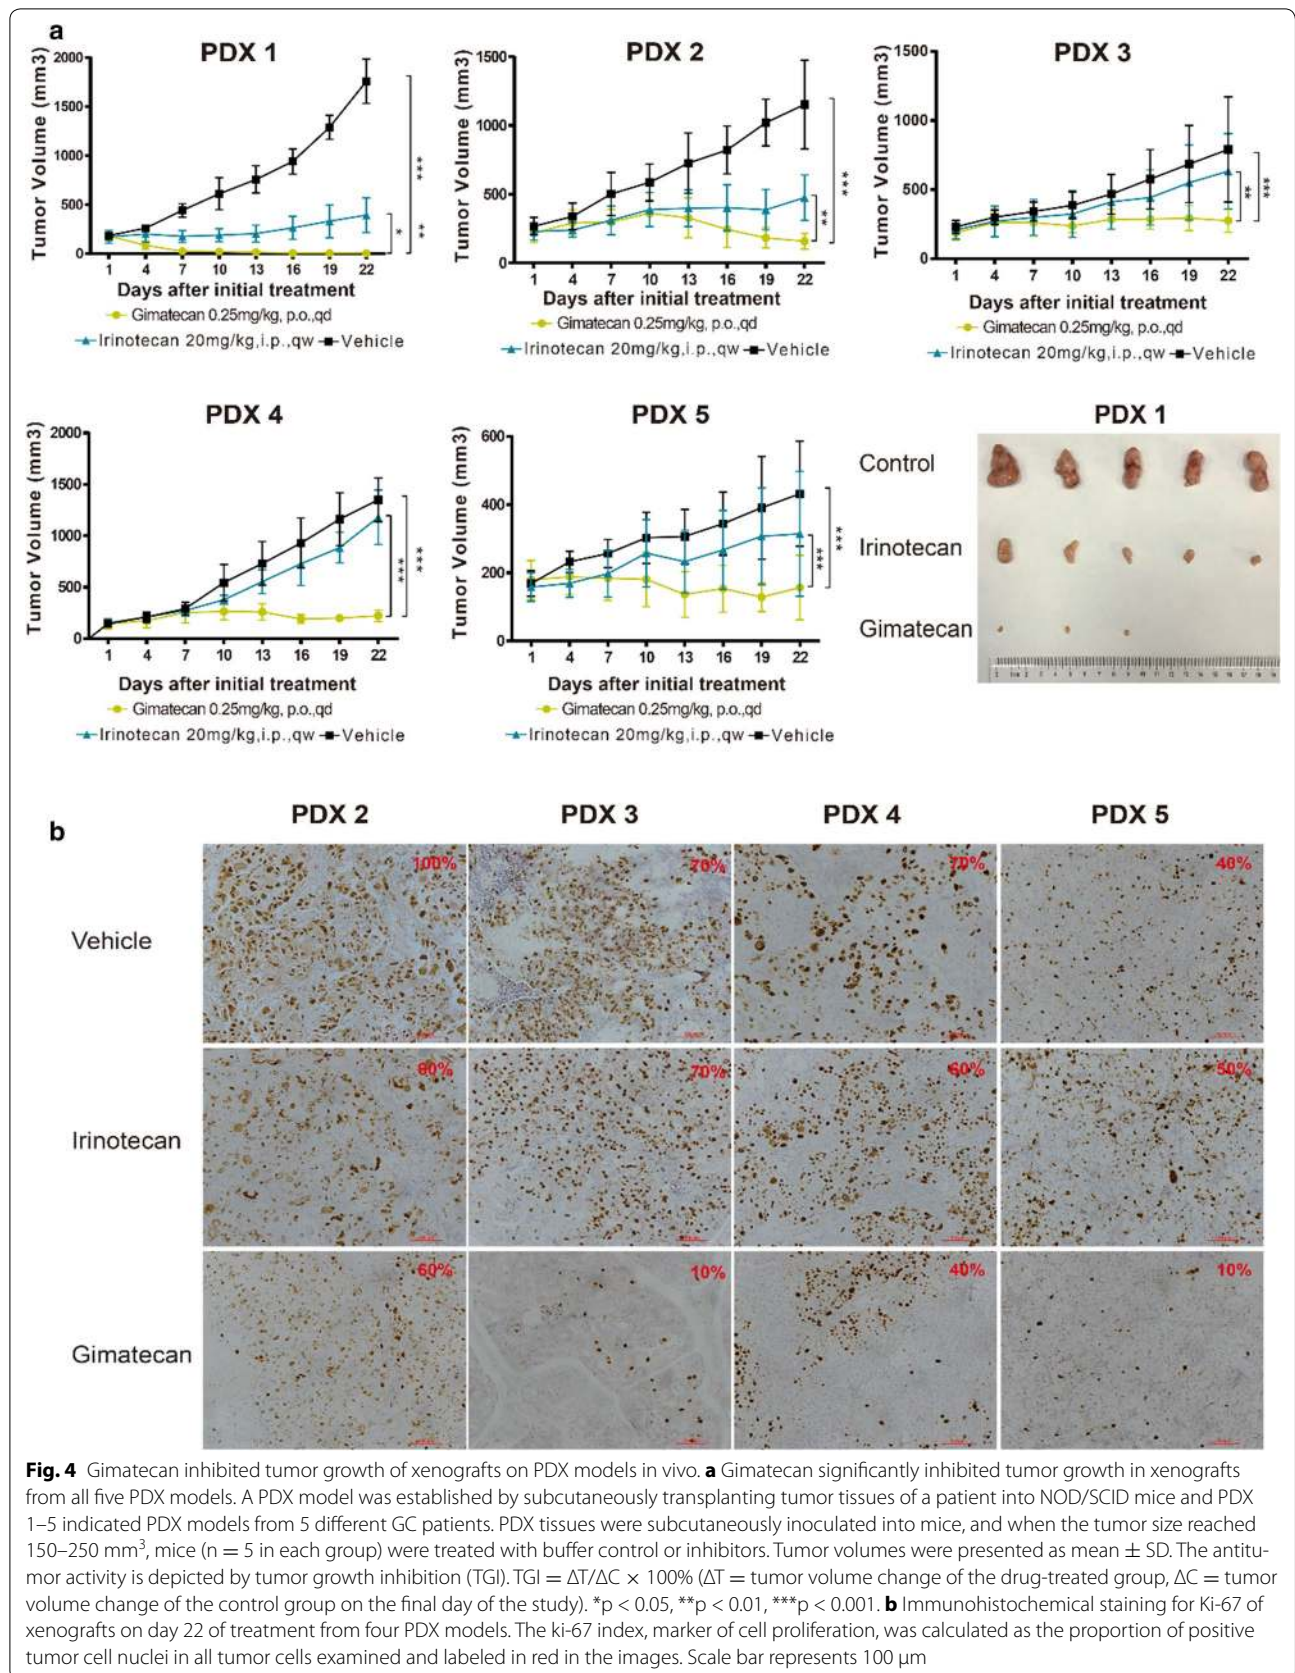 a
PDX 1
Tumor Volume (mm3)
2000
1500
1000
500
0
1 4 7 10 13 16 19 22
Days after initial treatment
***
*
**
Gimatecan 0.25mg/kg, p.o.,qd
Irinotecan 20mg/kg,i.p.,qw Vehicle
PDX 2
Tumor Volume (mm3)
1500
1000
500
0
1 4 7 10 13 16 19 22
Days after initial treatment
**
***
Gimatecan 0.25mg/kg, p.o.,qd
Irinotecan 20mg/kg,i.p.,qw Vehicle
PDX 3
Tumor Volume (mm3)
1500
1000
500
0
1 4 7 10 13 16 19 22
Days after initial treatment
**
***
Gimatecan 0.25mg/kg, p.o.,qd
Irinotecan 20mg/kg,i.p.,qw Vehicle
PDX 4
Tumor Volume (mm3)
2000
1500
1000
500
0
1 4 7 10 13 16 19 22
Days after initial treatment
***
***
Gimatecan 0.25mg/kg, p.o.,qd
Irinotecan 20mg/kg,i.p.,qw Vehicle
PDX 5
Tumor Volume (mm3)
600
400
200
0
1 4 7 10 13 16 19 22
Days after initial treatment
***
***
Gimatecan 0.25mg/kg, p.o.,qd
Irinotecan 20mg/kg,i.p.,qw Vehicle
PDX 1
Control
Irinotecan
Gimatecan
b
PDX 2 PDX 3 PDX 4 PDX 5
Vehicle
100% 70% 70% 40%
Irinotecan
80% 70% 60% 50%
Gimatecan
60% 10% 40% 10%
Fig. 4 Gimatecan inhibited tumor growth of xenografts on PDX models in vivo. a Gimatecan significantly inhibited tumor growth in xenografts
from all five PDX models. A PDX model was established by subcutaneously transplanting tumor tissues of a patient into NOD/SCID mice and PDX
1–5 indicated PDX models from 5 different GC patients. PDX tissues were subcutaneously inoculated into mice, and when the tumor size reached
150–250 mm³, mice (n = 5 in each group) were treated with buffer control or inhibitors. Tumor volumes were presented as mean ± SD. The antitu-
mor activity is depicted by tumor growth inhibition (TGI). TGI = ΔT/ΔC × 100% (ΔT = tumor volume change of the drug-treated group, ΔC = tumor
volume change of the control group on the final day of the study). *p < 0.05, **p < 0.01, ***p < 0.001. b Immunohistochemical staining for Ki-67 of
xenografts on day 22 of treatment from four PDX models. The ki-67 index, marker of cell proliferation, was calculated as the proportion of positive
tumor cell nuclei in all tumor cells examined and labeled in red in the images. Scale bar represents 100 μm